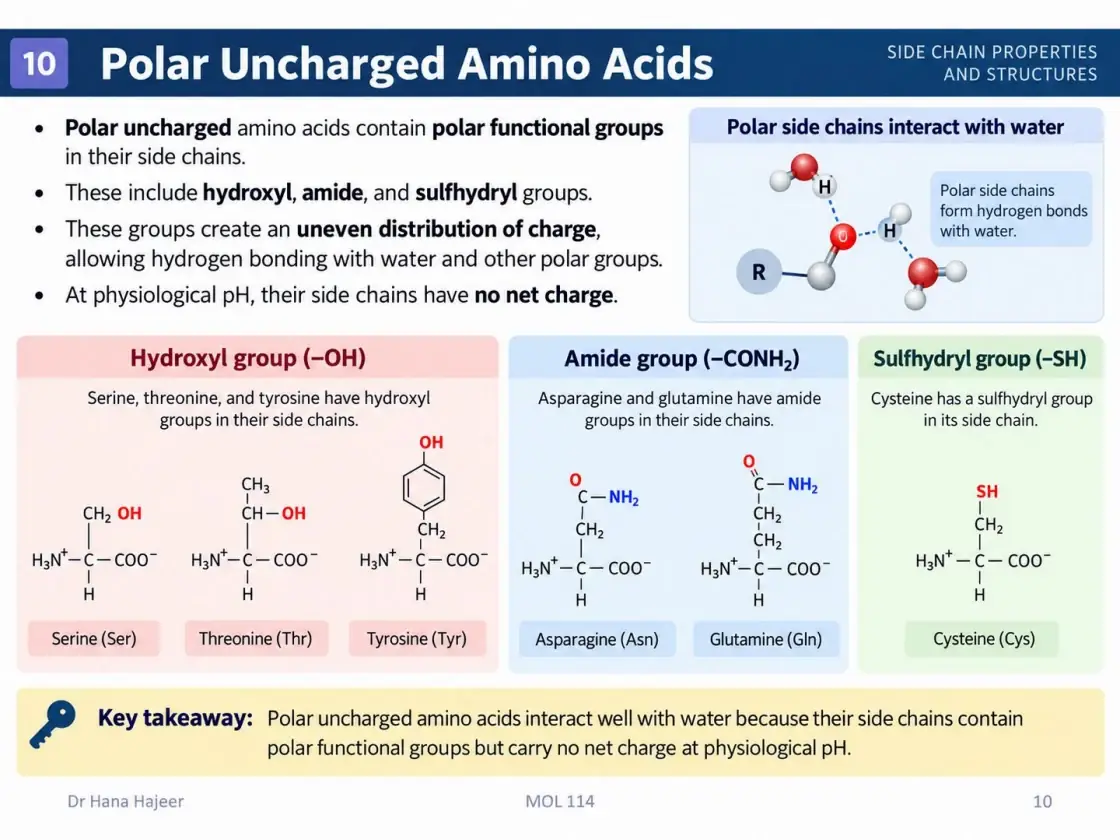 10
Polar Uncharged Amino Acids
SIDE CHAIN PROPERTIES
AND STRUCTURES
• Polar uncharged amino acids contain polar functional groups
in their side chains.
• These include hydroxyl, amide, and sulfhydryl groups.
• These groups create an uneven distribution of charge,
allowing hydrogen bonding with water and other polar groups.
• At physiological pH, their side chains have no net charge.
Polar side chains interact with water
H
O
H
R
Polar side chains
form hydrogen bonds
with water.
Hydroxyl group (–OH)
Serine, threonine, and tyrosine have hydroxyl
groups in their side chains.
CH₂ OH
H₃N⁺—C—COO⁻
H
Serine (Ser)
CH₃
CH—OH
H₃N⁺—C—COO⁻
H
Threonine (Thr)
OH
CH₂
H₃N⁺—C—COO⁻
H
Tyrosine (Tyr)
Amide group (–CONH₂)
Asparagine and glutamine have amide
groups in their side chains.
O
C—NH₂
CH₂
H₃N⁺—C—COO⁻
H
Asparagine (Asn)
O
C—NH₂
CH₂
CH₂
H₃N⁺—C—COO⁻
H
Glutamine (Gln)
Sulfhydryl group (–SH)
Cysteine has a sulfhydryl group
in its side chain.
SH
CH₂
H₃N⁺—C—COO⁻
H
Cysteine (Cys)
Key takeaway: Polar uncharged amino acids interact well with water because their side chains contain
polar functional groups but carry no net charge at physiological pH.
Dr Hana Hajeer
MOL 114
10